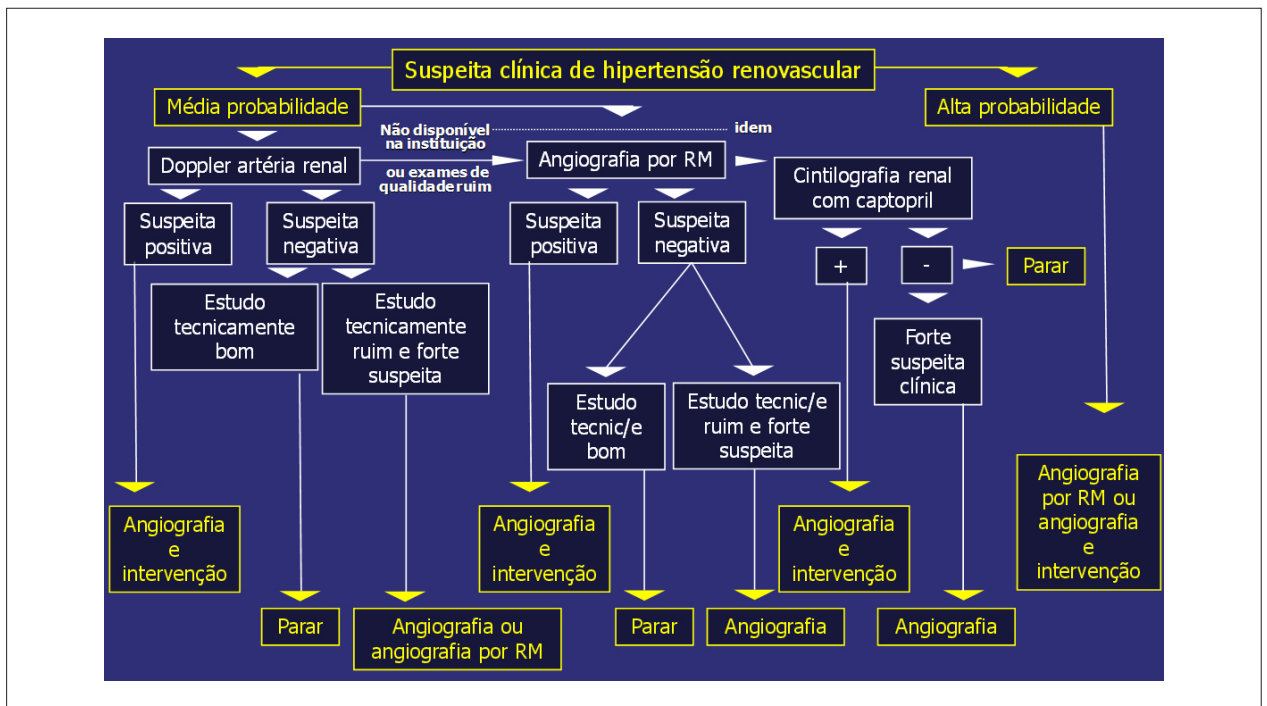 Suspeita clínica de hipertensão renovascular
Média probabilidade
Alta probabilidade
Não disponível
na instituição
idem
Doppler artéria renal
ou exames de
qualidade ruim
Angiografia por RM
Cintilografia renal
com captopril
Suspeita
positiva
Suspeita
negativa
Suspeita
positiva
Suspeita
negativa
+
-
Parar
Estudo
tecnicamente
bom
Estudo
tecnicamente
ruim e forte
suspeita
Forte
suspeita
clínica
Estudo
tecnic/e
bom
Estudo tecnic/e
ruim e forte
suspeita
Angiografia
por RM ou
angiografia
e
intervenção
Angiografia
e
intervenção
Angiografia
e
intervenção
Angiografia
e
intervenção
Parar
Angiografia ou
angiografia por RM
Parar
Angiografia
Angiografia